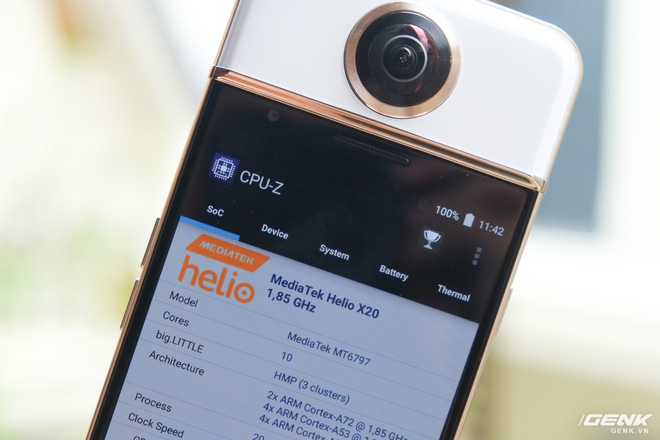 CPU-Z
100% 11:42
SoC Device System Battery Thermal
MEDIATEK
helio
MediaTek Helio X20
1,85 GHz
Model MediaTek MT6797
Cores 10
big.LITTLE HMP (3 clusters)
Architecture 2x ARM Cortex-A72 @ 1,85
4x ARM Cortex-A53 @
4x ARM Cortex-A53
Process 20
Clock Speed
GENK
GENK.VN